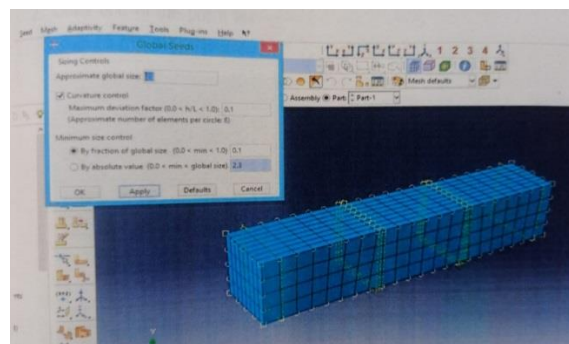 Seed Mesh Adaptivity Feature Tools Plug-ins Help
Global Seeds
Sizing Controls
Approximate global size:
Curvature control
Maximum deviation factor (0.0 < h/L < 1.0): 0.1
(Approximate number of elements per circle: 8)
Minimum size control
By fraction of global size (0.0 < min < 1.0) 0.1
By absolute value (0.0 < min < global size) 2.3
OK Apply Defaults Cancel
1 2 3 4
Mesh defaults
Assembly Part: Part-1
Y